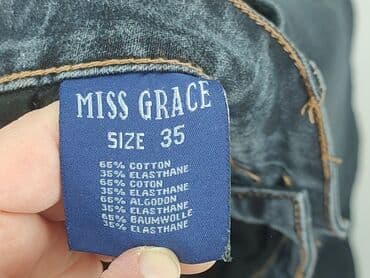 MISS GRACE
SIZE 35
65% COTTON
35% ELASTHANE
65% COTON
35% ELASTHANE
65% ALGODON
35% ELASTHANE
65% BAUMWOLLE
35% ELASTHANE